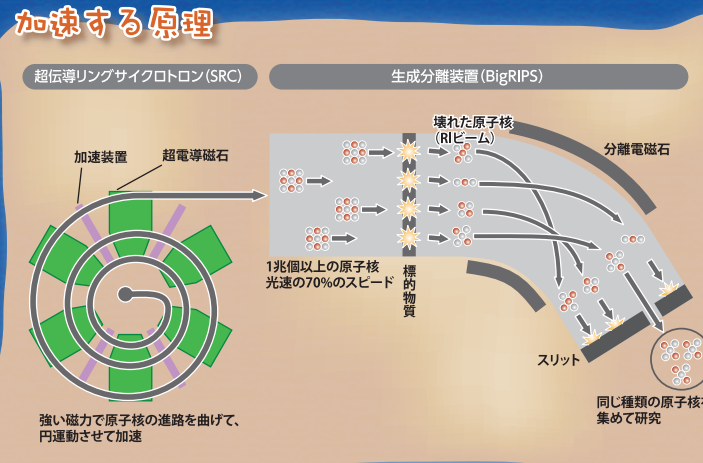 加速する原理
超伝導リングサイクロトロン(SRC)
生成分離装置(BigRIPS)
加速装置
超電導磁石
壊れた原子核
(RIビーム)
分離電磁石
1兆個以上の原子核
光速の70%のスピード
標的物質
スリット
同じ種類の原子核を
集めて研究
強い磁力で原子核の進路を曲げて、
円運動させて加速